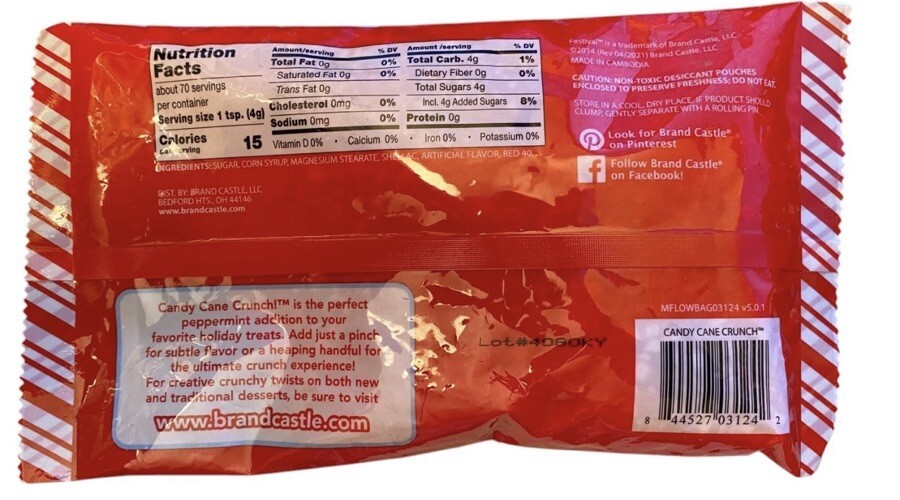 Nutrition
Facts
about 70 servings
per container
Serving size 1 tsp. (4g)
Calories
per serving
15
Amount/serving % DV
Total Fat 0g 0%
Saturated Fat 0g 0%
Trans Fat 0g
Cholesterol 0mg 0%
Sodium 0mg 0%
Amount /serving % DV
Total Carb. 4g 1%
Dietary Fiber 0g 0%
Total Sugars 4g
Incl. 4g Added Sugars 8%
Protein 0g
Vitamin D 0% • Calcium 0% • Iron 0% • Potassium 0%
INGREDIENTS: SUGAR, CORN SYRUP, MAGNESIUM STEARATE, SHELLAC, ARTIFICIAL FLAVOR, RED 40.
DIST. BY: BRAND CASTLE, LLC
BEDFORD HTS., OH 44146
www.brandcastle.com
Festival™ is a trademark of Brand Castle, LLC
©2014 (Rev 04/2021) Brand Castle, LLC
MADE IN CAMBODIA
CAUTION: NON-TOXIC DESICCANT POUCHES
ENCLOSED TO PRESERVE FRESHNESS; DO NOT EAT.
STORE IN A COOL, DRY PLACE. IF PRODUCT SHOULD
CLUMP, GENTLY SEPARATE WITH A ROLLING PIN.
Look for Brand Castle®
on Pinterest
Follow Brand Castle®
on Facebook!
Candy Cane Crunch!™ is the perfect
peppermint addition to your
favorite holiday treats. Add just a pinch
for subtle flavor or a heaping handful for
the ultimate crunch experience!
For creative crunchy twists on both new
and traditional desserts, be sure to visit
www.brandcastle.com
Lot#4080KY
MFLOWBAG03124 v5.0.1
CANDY CANE CRUNCH™
8 44527 03124 2